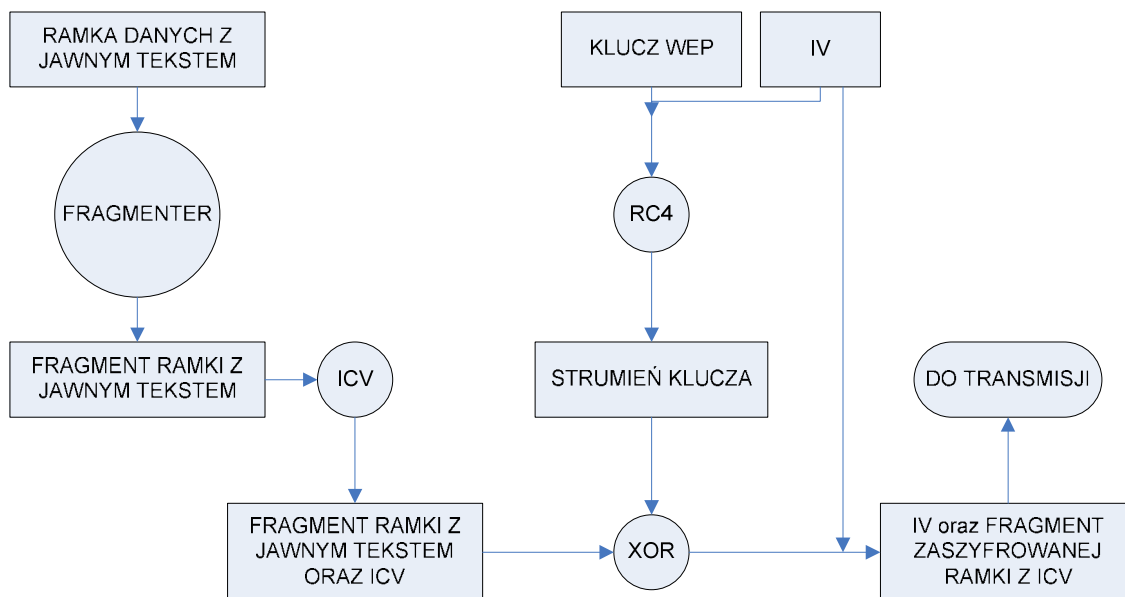 RAMKA DANYCH Z
JAWNYM TEKSTEM
KLUCZ WEP
IV
FRAGMENTER
RC4
FRAGMENT RAMKI Z
JAWNYM TEKSTEM
ICV
STRUMIEŃ KLUCZA
DO TRANSMISJI
FRAGMENT RAMKI Z
JAWNYM TEKSTEM
ORAZ ICV
XOR
IV oraz FRAGMENT
ZASZYFROWANEJ
RAMKI Z ICV